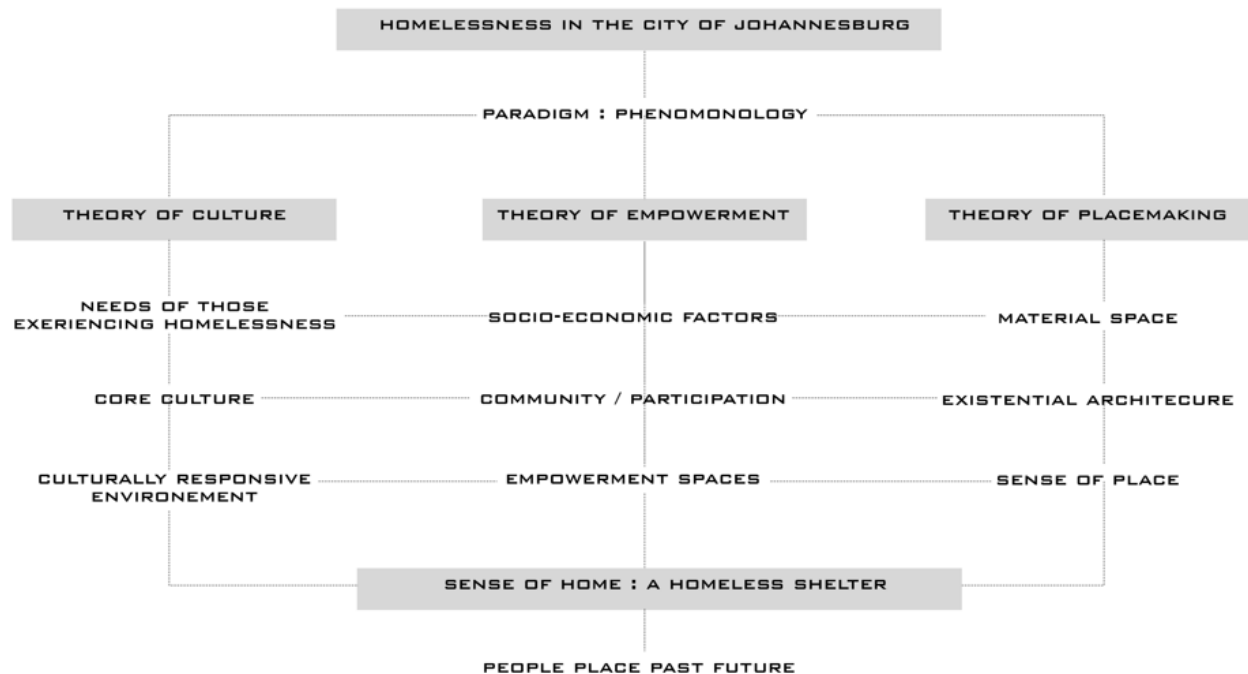 HOMELESSNESS IN THE CITY OF JOHANNESBURG
PARADIGM : PHENOMONOLOGY
THEORY OF CULTURE
THEORY OF EMPOWERMENT
THEORY OF PLACEMAKING
NEEDS OF THOSE
EXERIENCING HOMELESSNESS
SOCIO-ECONOMIC FACTORS
MATERIAL SPACE
CORE CULTURE
COMMUNITY / PARTICIPATION
EXISTENTIAL ARCHITECURE
CULTURALLY RESPONSIVE
ENVIRONEMENT
EMPOWERMENT SPACES
SENSE OF PLACE
SENSE OF HOME : A HOMELESS SHELTER
PEOPLE PLACE PAST FUTURE